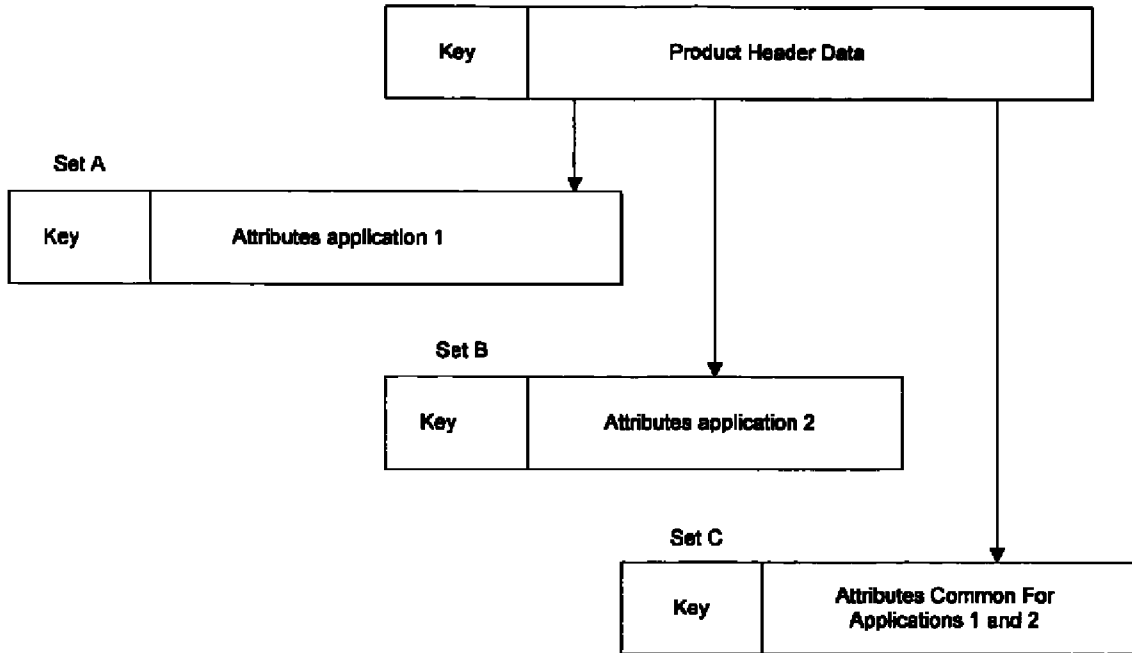 Key
Product Header Data
Set A
Key
Attributes application 1
Set B
Key
Attributes application 2
Set C
Key
Attributes Common For
Applications 1 and 2